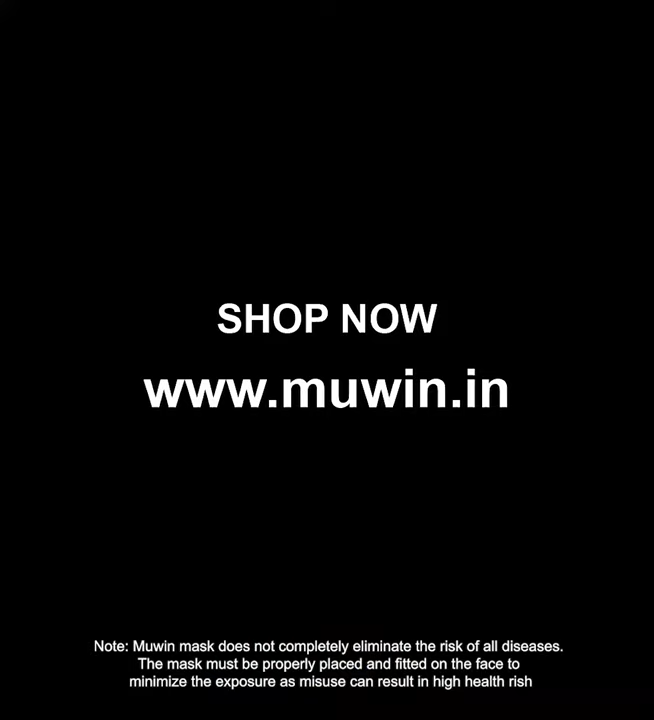 SHOP NOW
www.muwin.in
Note: Muwin mask does not completely eliminate the risk of all diseases.
The mask must be properly placed and fitted on the face to
minimize the exposure as misuse can result in high health rish